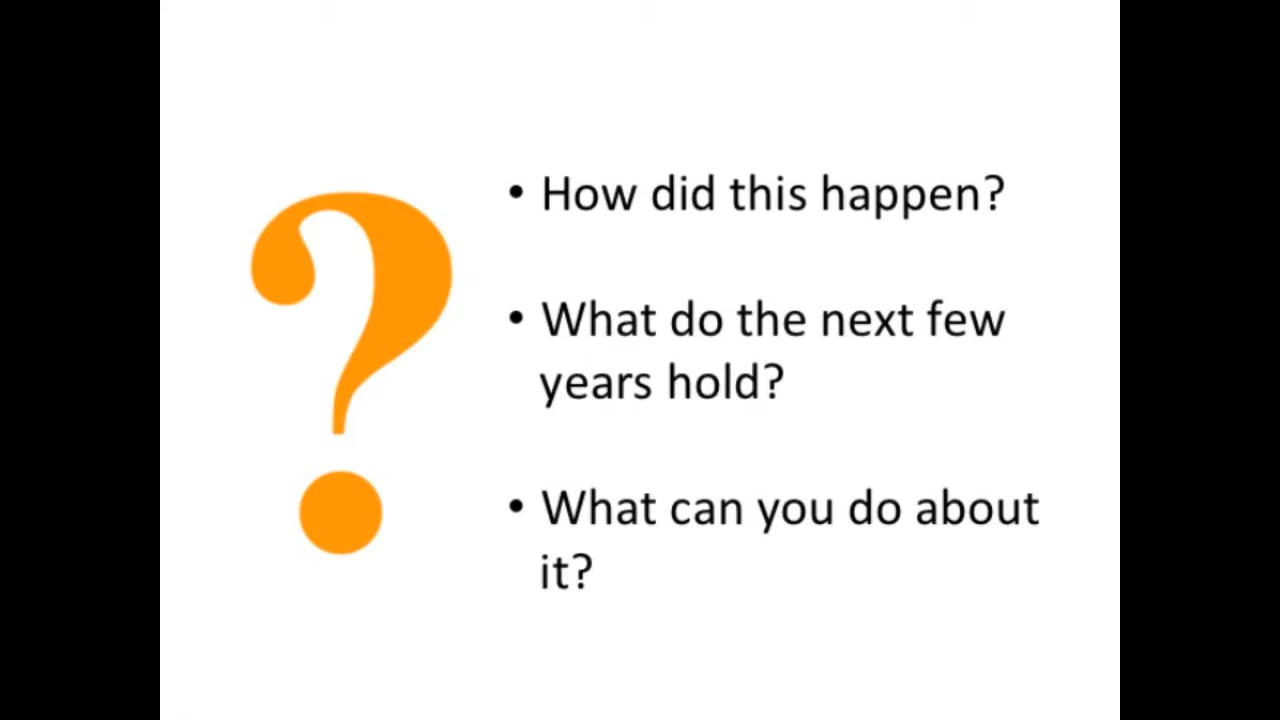 ?
• How did this happen?
• What do the next few
years hold?
• What can you do about
it?